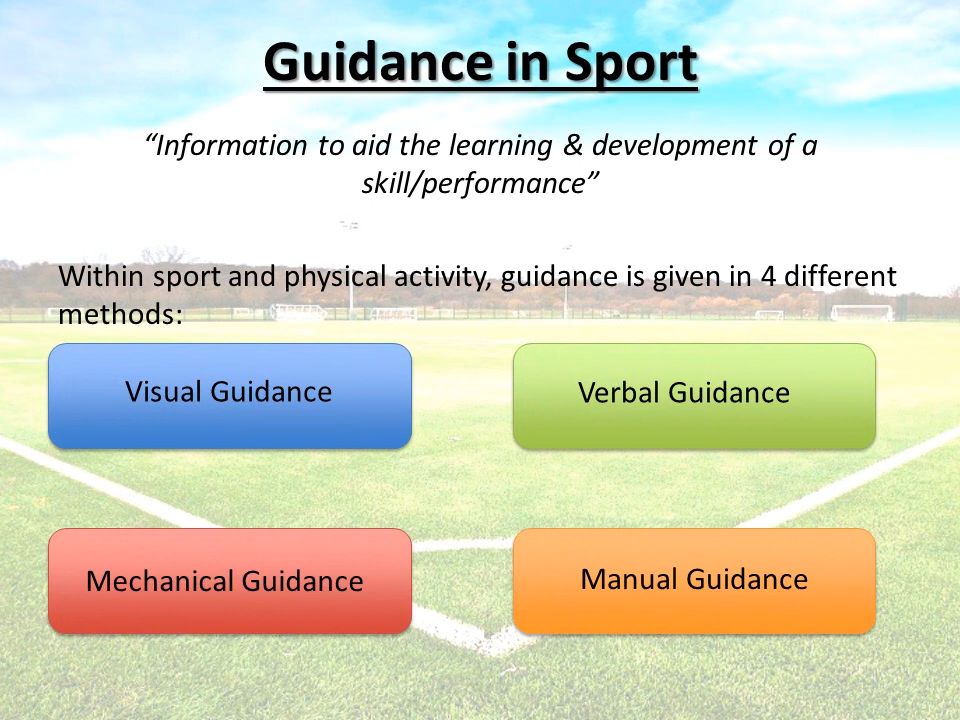 Guidance in Sport
“Information to aid the learning & development of a
skill/performance”
Within sport and physical activity, guidance is given in 4 different
methods:
Visual Guidance
Verbal Guidance
Mechanical Guidance
Manual Guidance